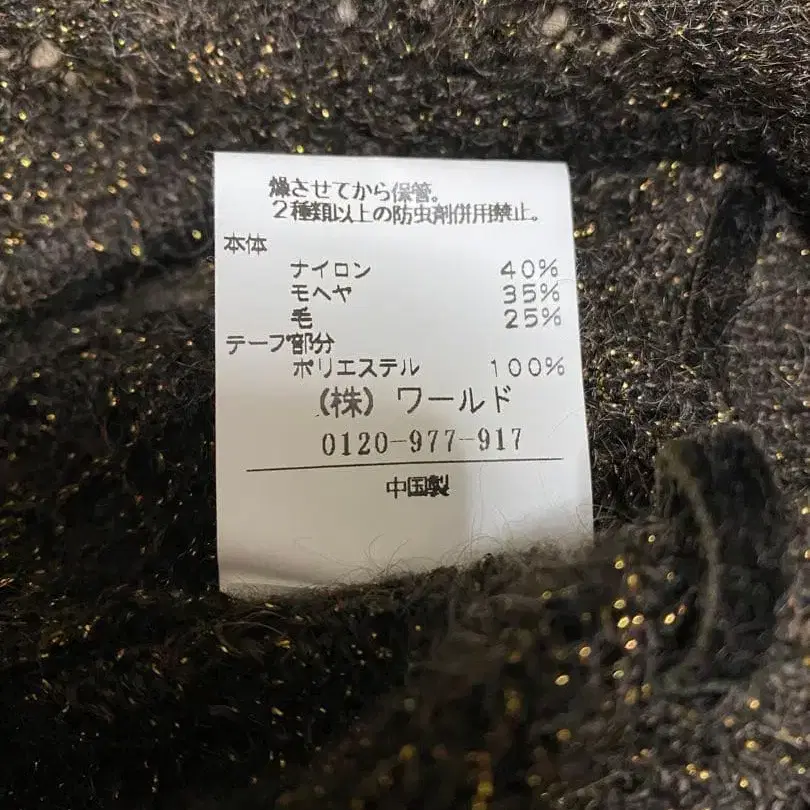 燥させてから保管。
２種類以上の防虫剤併用禁止。
本体
ナイロン 40%
モヘヤ 35%
毛 25%
テープ部分
ポリエステル 100%
（株）ワールド
0120-977-917
中国製